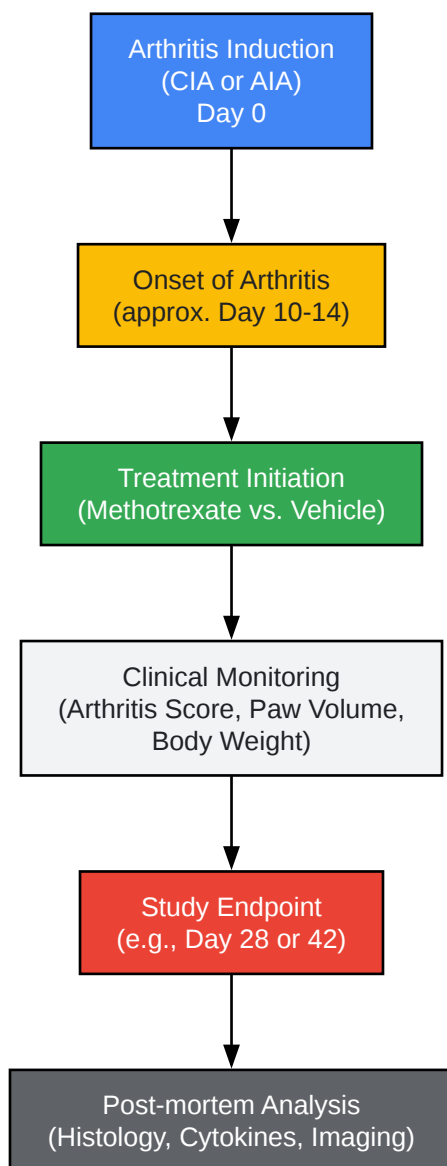 Arthritis Induction
(CIA or AIA)
Day 0
Onset of Arthritis
(approx. Day 10-14)
Treatment Initiation
(Methotrexate vs. Vehicle)
Clinical Monitoring
(Arthritis Score, Paw Volume,
Body Weight)
Study Endpoint
(e.g., Day 28 or 42)
Post-mortem Analysis
(Histology, Cytokines, Imaging)